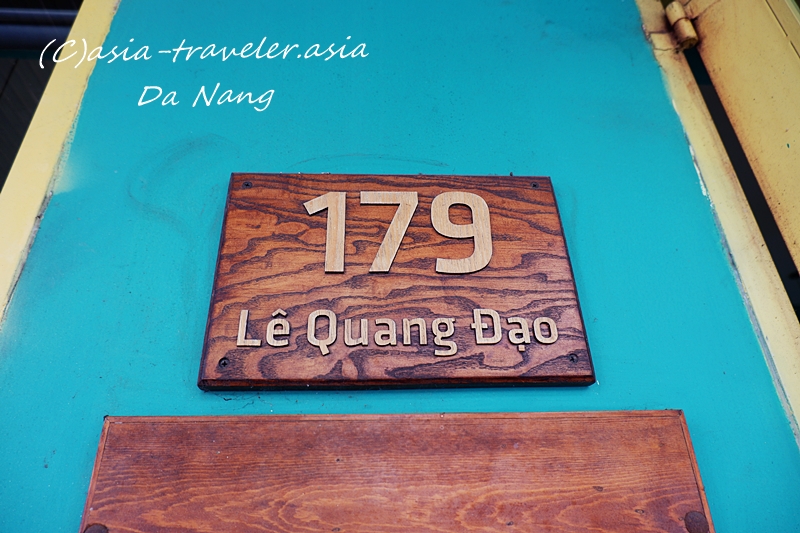 (C)asia-traveler.asia
Da Nang
179
Lê Quang Đạo